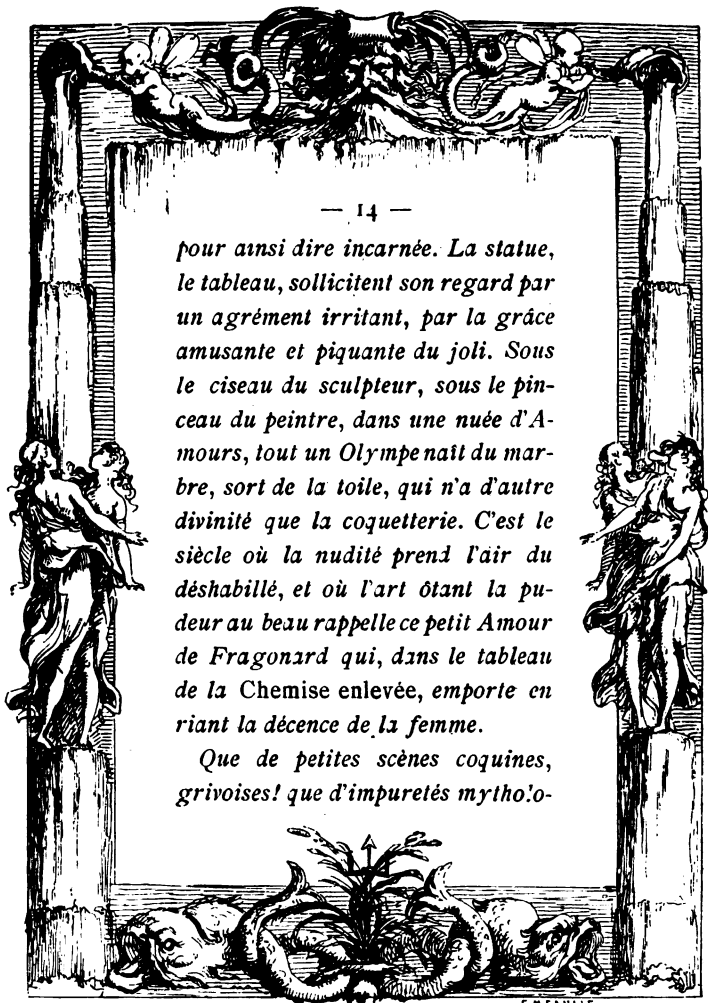 — 14 —
pour ainsi dire incarnée. La statue,
le tableau, sollicitent son regard par
un agrément irritant, par la grâce
amusante et piquante du joli. Sous
le ciseau du sculpteur, sous le pin-
ceau du peintre, dans une nuée d'A-
mours, tout un Olympe naît du mar-
bre, sort de la toile, qui n'a d'autre
divinité que la coquetterie. C'est le
siècle où la nudité prend l'air du
déshabillé, et où l'art ôtant la pu-
deur au beau rappelle ce petit Amour
de Fragonard qui, dans le tableau
de la Chemise enlevée, emporte en
riant la décence de la femme.
Que de petites scènes coquines,
grivoises! que d'impuretés mytholo-